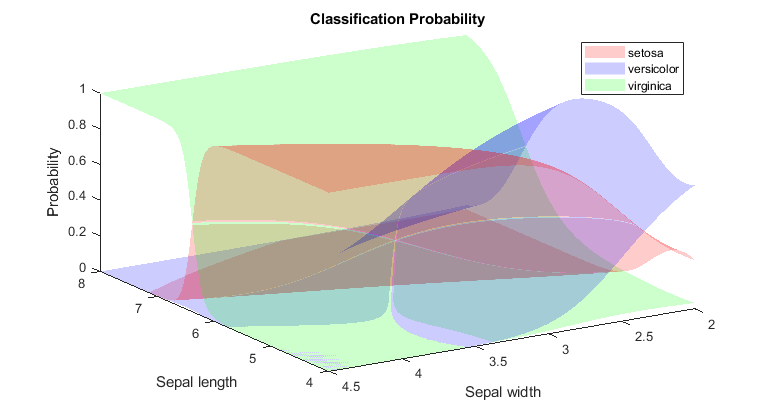 Classification Probability
setosa
versicolor
virginica
Probability
1
0.8
0.6
0.4
0.2
0
8
7
6
5
4
Sepal length
4.5
4
3.5
3
2.5
2
Sepal width